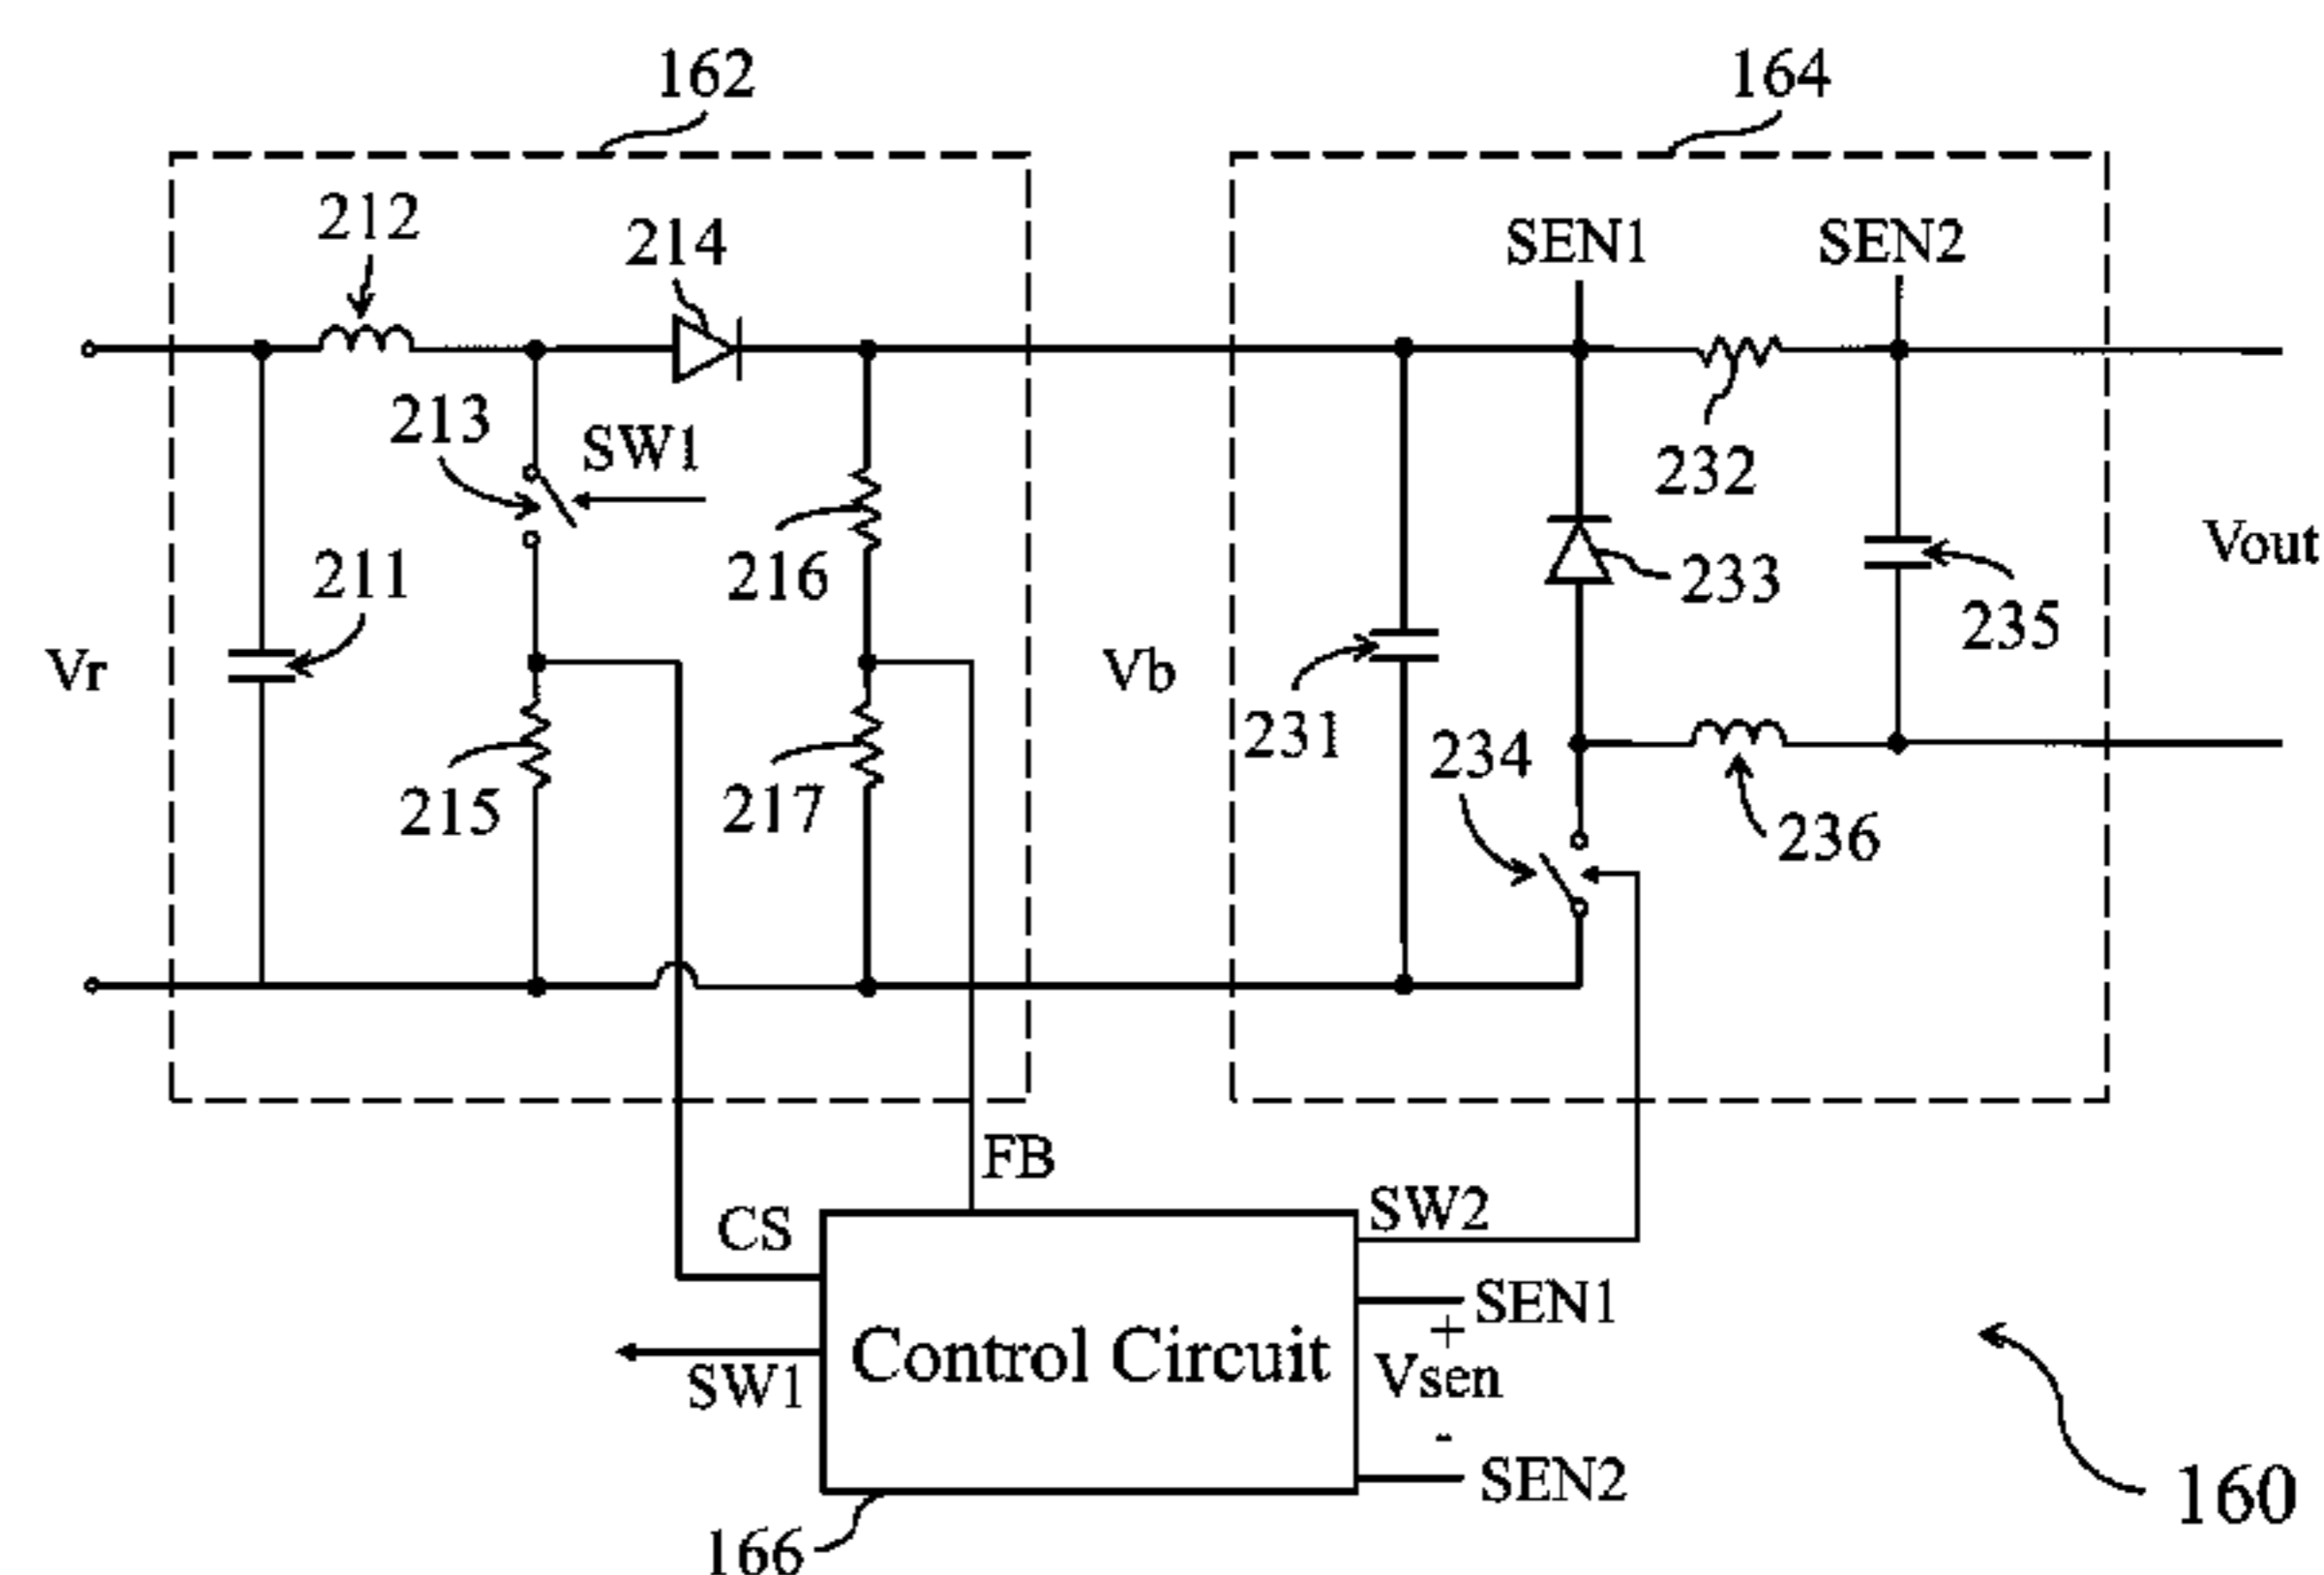 162
164
212
214
SEN1
SEN2
213
SW1
232
211
216
Vout
233
235
Vr
Vb
231
234
215
217
236
FB
CS
SW2
SEN1
+
Control Circuit
Vsen
SW1
-
SEN2
160
166